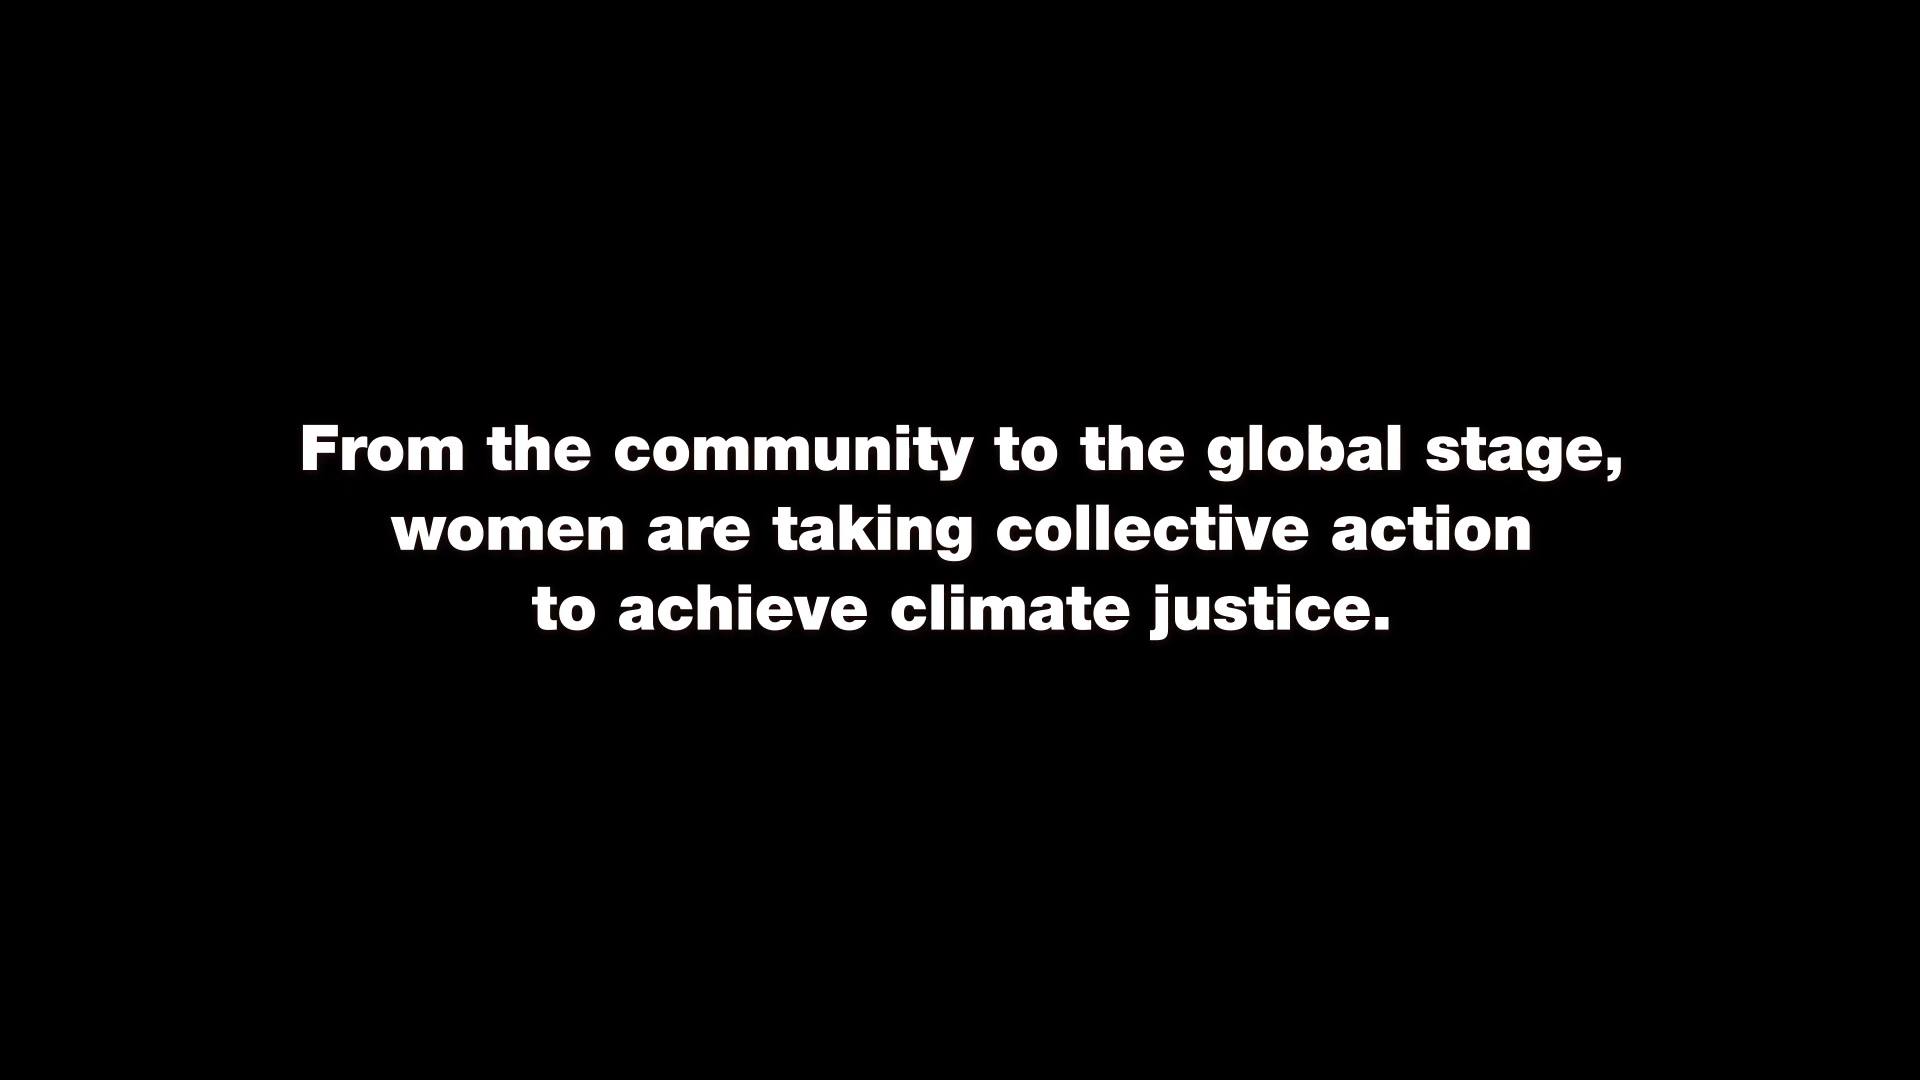 From the community to the global stage,
women are taking collective action
to achieve climate justice.